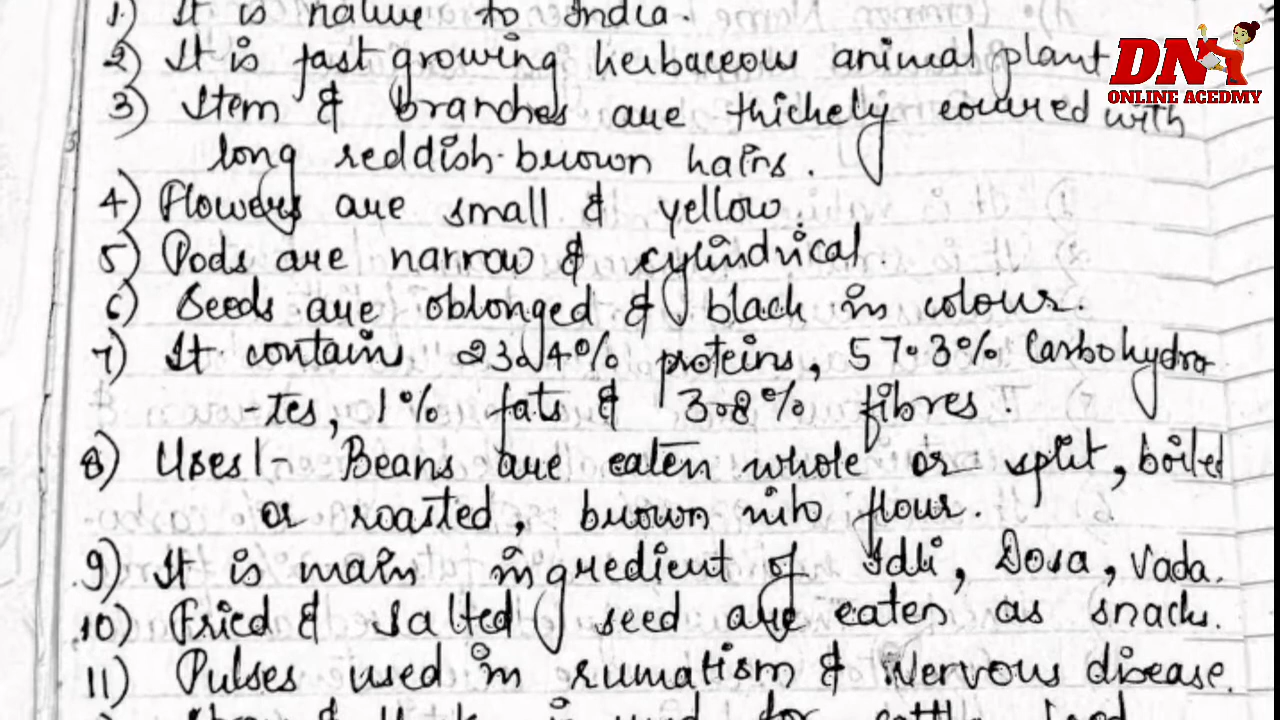 1) It is native to India.
2) It is fast growing herbaceous animal plant
DNA
ONLINE ACEDMY
3) Stem & branches are thickely covered with
long reddish-brown hairs.
4) Flowers are small & yellow.
5) Pods are narrow & cylindrical.
6) Seeds are oblonged & black in colour.
7) It contains 23.4% proteins, 57.3% Carbohydro
-tes, 1% fats & 3.8% fibres.
8) Uses:- Beans are eaten whole or split, boiled
or roasted, brown into flour.
9) It is main ingredient of Idli, Dosa, Vada.
10) Fried & salted seed are eaten as snacks.
11) Pulses used in rumatism & Nervous disease.